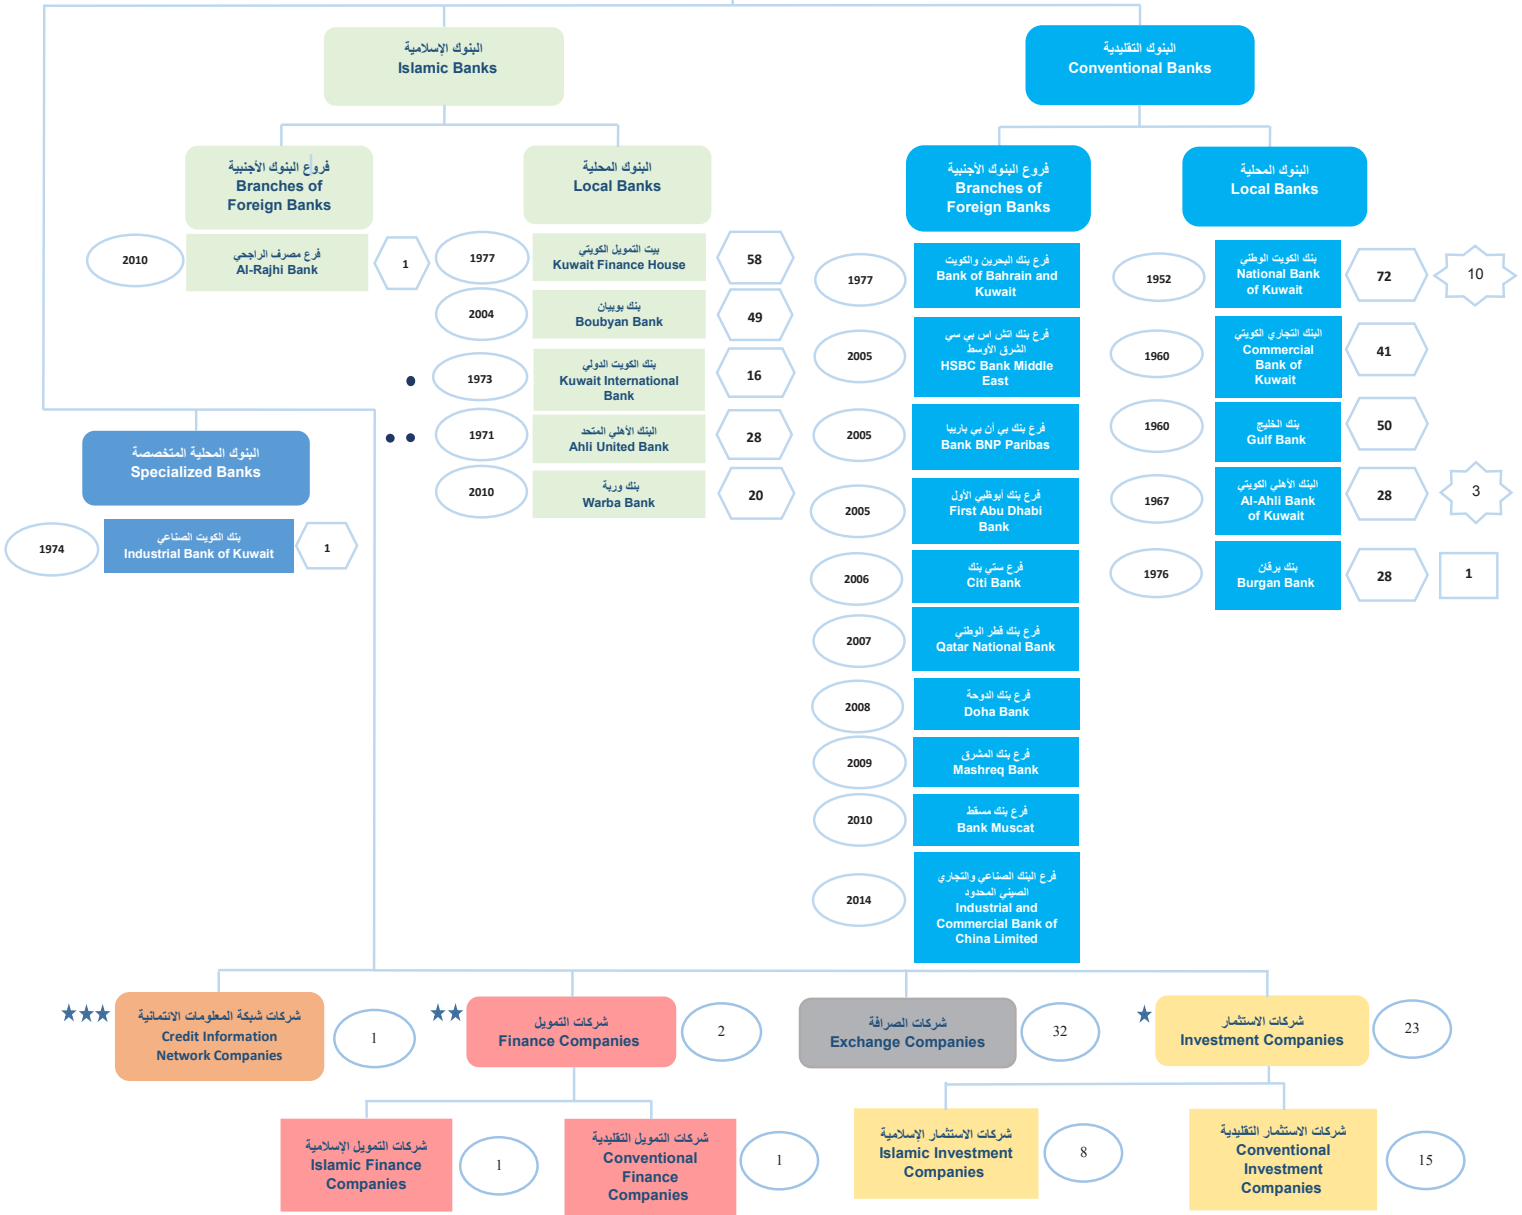 البنوك الإسلامية
Islamic Banks
البنوك التقليدية
Conventional Banks
فروع البنوك الأجنبية
Branches of
Foreign Banks
2010
فرع مصرف الراجحي
Al-Rajhi Bank
1
البنوك المحلية
Local Banks
1977
بيت التمويل الكويتي
Kuwait Finance House
58
2004
بنك بوبيان
Boubyan Bank
49
1973
بنك الكويت الدولي
Kuwait International
Bank
16
1971
البنك الأهلي المتحد
Ahli United Bank
28
2010
بنك وربة
Warba Bank
20
فروع البنوك الأجنبية
Branches of
Foreign Banks
1977
فرع بنك البحرين والكويت
Bank of Bahrain and
Kuwait
2005
فرع بنك اتش اس بي سي
الشرق الأوسط
HSBC Bank Middle
East
2005
فرع بنك بي أن بي باريبا
Bank BNP Paribas
2005
فرع بنك أبوظبي الأول
First Abu Dhabi
Bank
2006
فرع ستي بنك
Citi Bank
2007
فرع بنك قطر الوطني
Qatar National Bank
2008
فرع بنك الدوحة
Doha Bank
2009
فرع بنك المشرق
Mashreq Bank
2010
فرع بنك مسقط
Bank Muscat
2014
فرع البنك الصناعي والتجاري
الصيني المحدود
Industrial and
Commercial Bank of
China Limited
البنوك المحلية
Local Banks
1952
بنك الكويت الوطني
National Bank
of Kuwait
72
10
1960
البنك التجاري الكويتي
Commercial
Bank of
Kuwait
41
1960
بنك الخليج
Gulf Bank
50
1967
البنك الأهلي الكويتي
Al-Ahli Bank
of Kuwait
28
3
1976
بنك برقان
Burgan Bank
28
1
البنوك المحلية المتخصصة
Specialized Banks
1974
بنك الكويت الصناعي
Industrial Bank of Kuwait
1
شركات شبكة المعلومات الائتمانية
Credit Information
Network Companies
1
شركات التمويل
Finance Companies
2
شركات الصرافة
Exchange Companies
32
شركات الاستثمار
Investment Companies
23
شركات التمويل الإسلامية
Islamic Finance
Companies
1
شركات التمويل التقليدية
Conventional
Finance
Companies
1
شركات الاستثمار الإسلامية
Islamic Investment
Companies
8
شركات الاستثمار التقليدية
Conventional
Investment
Companies
15